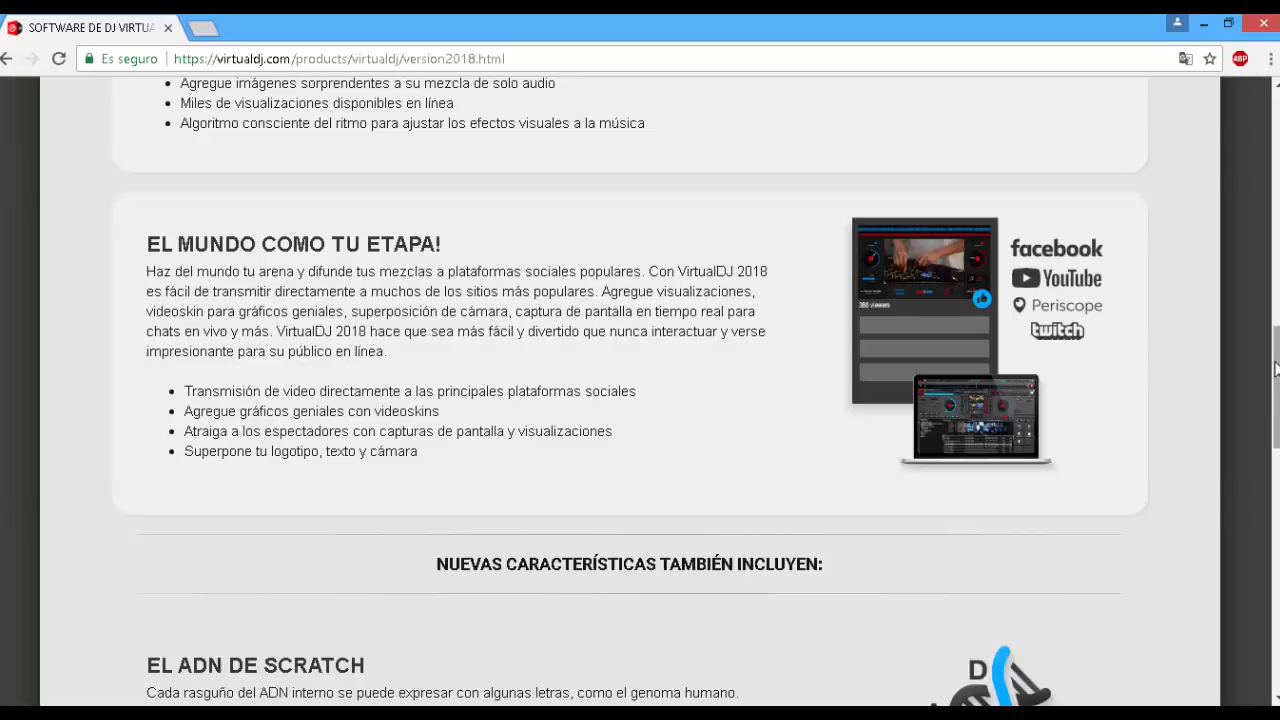 SOFTWARE DE DJ VIRTUA
Es seguro
https://virtualdj.com/products/virtualdj/version2018.html
ABP
Agregue imágenes sorprendentes a su mezcla de solo audio
Miles de visualizaciones disponibles en línea
Algoritmo consciente del ritmo para ajustar los efectos visuales a la música
EL MUNDO COMO TU ETAPA!
Haz del mundo tu arena y difunde tus mezclas a plataformas sociales populares. Con VirtualDJ 2018
es fácil de transmitir directamente a muchos de los sitios más populares. Agregue visualizaciones,
videoskin para gráficos geniales, superposición de cámara, captura de pantalla en tiempo real para
chats en vivo y más. VirtualDJ 2018 hace que sea más fácil y divertido que nunca interactuar y verse
impresionante para su público en línea.
Transmisión de video directamente a las principales plataformas sociales
Agregue gráficos geniales con videoskins
Atraiga a los espectadores con capturas de pantalla y visualizaciones
Superpone tu logotipo, texto y cámara
facebook
YouTube
Periscope
twitch
NUEVAS CARACTERÍSTICAS TAMBIÉN INCLUYEN:
EL ADN DE SCRATCH
Cada rasguño del ADN interno se puede expresar con algunas letras, como el genoma humano.
D